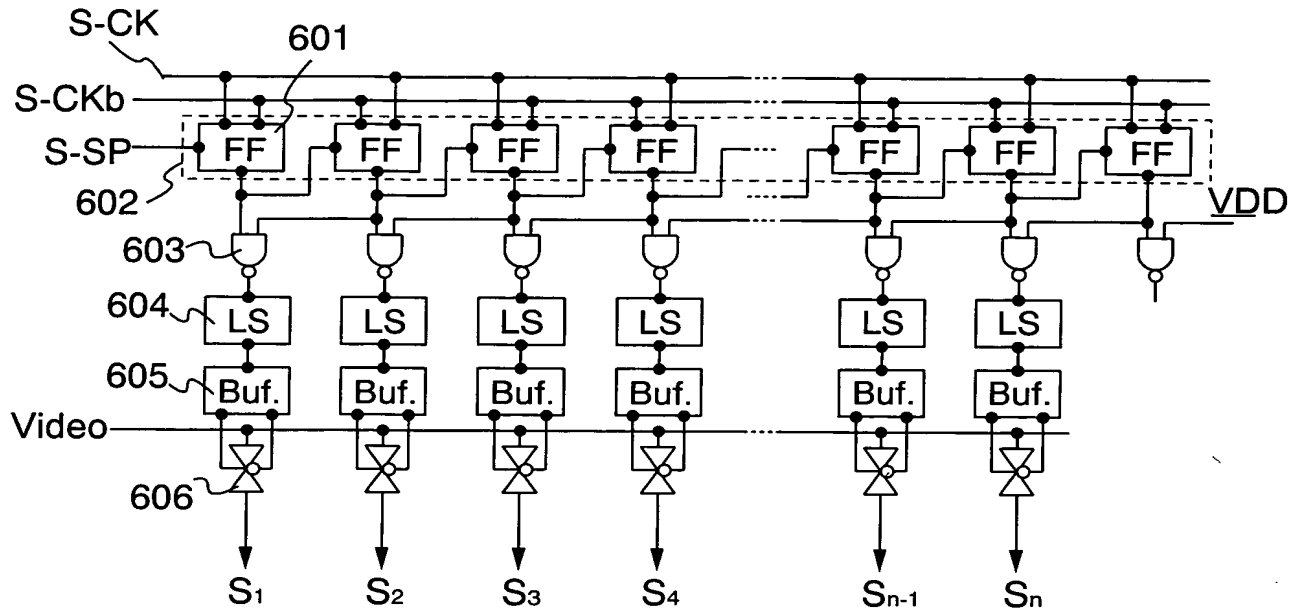 S-CK
601
S-CKb
S-SP
FF FF FF FF FF FF FF
602
VDD
603
604
LS LS LS LS LS LS
605
Buf. Buf. Buf. Buf. Buf. Buf.
Video
606
S1 S2 S3 S4 Sn-1 Sn